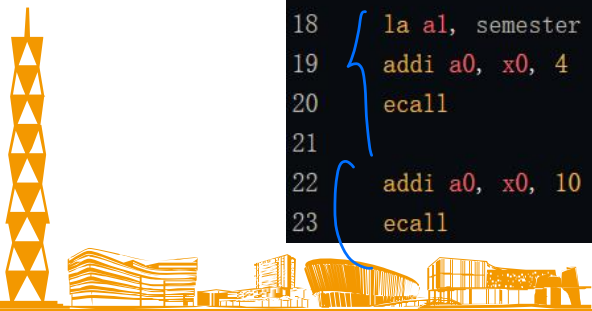 18 la a1, semester
19 addi a0, x0, 4
20 ecall
21
22 addi a0, x0, 10
23 ecall